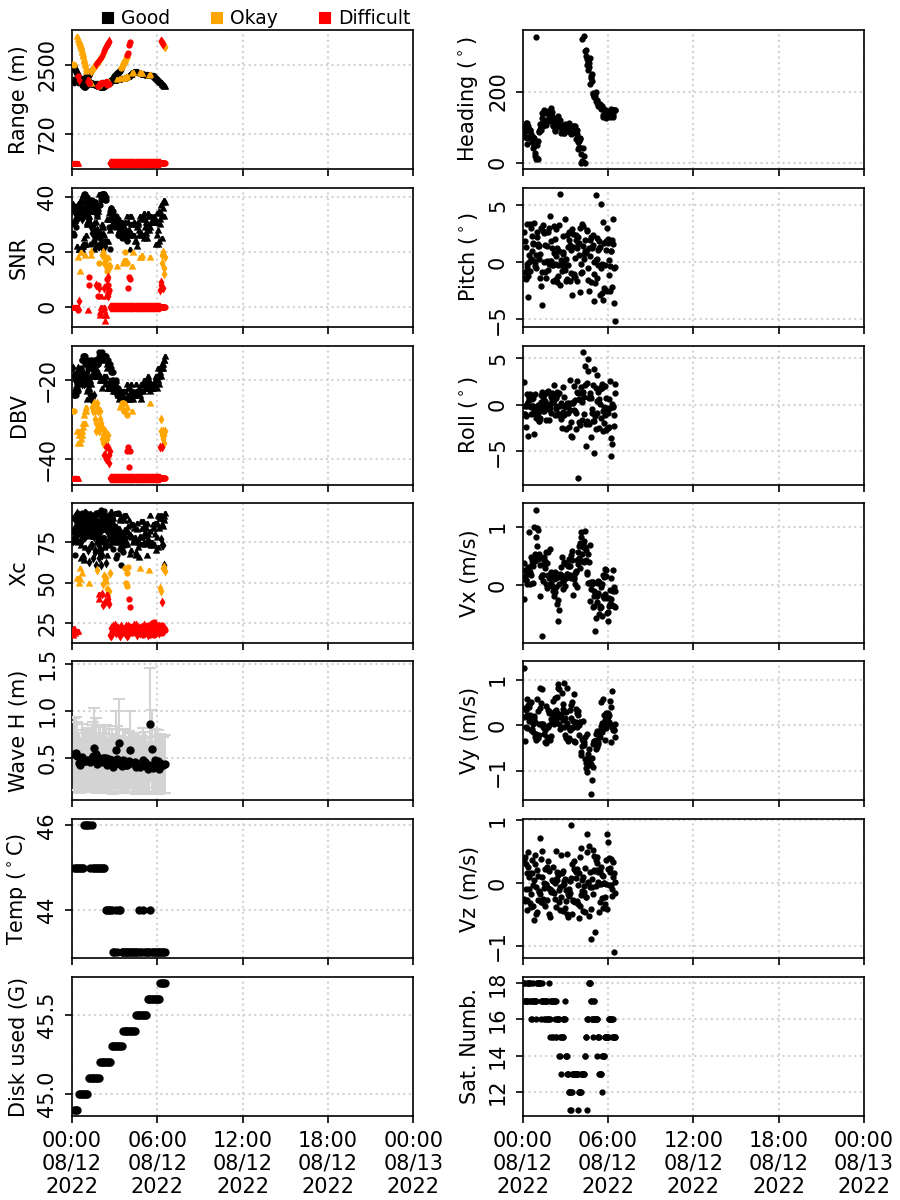 Good Okay Difficult
Range (m)
2500
720
Heading (°)
200
0
SNR
40
20
0
Pitch (°)
5
0
−5
DBV
−20
−40
Roll (°)
5
0
−5
Xc
75
50
25
Vx (m/s)
1
0
Wave H (m)
1.5
1.0
0.5
Vy (m/s)
1
0
−1
Temp (°C)
46
44
Vz (m/s)
1
0
−1
Disk used (G)
45.5
45.0
Sat. Numb.
18
16
14
12
00:00 06:00 12:00 18:00 00:00
08/12 08/12 08/12 08/12 08/13
2022 2022 2022 2022 2022
00:00 06:00 12:00 18:00 00:00
08/12 08/12 08/12 08/12 08/13
2022 2022 2022 2022 2022